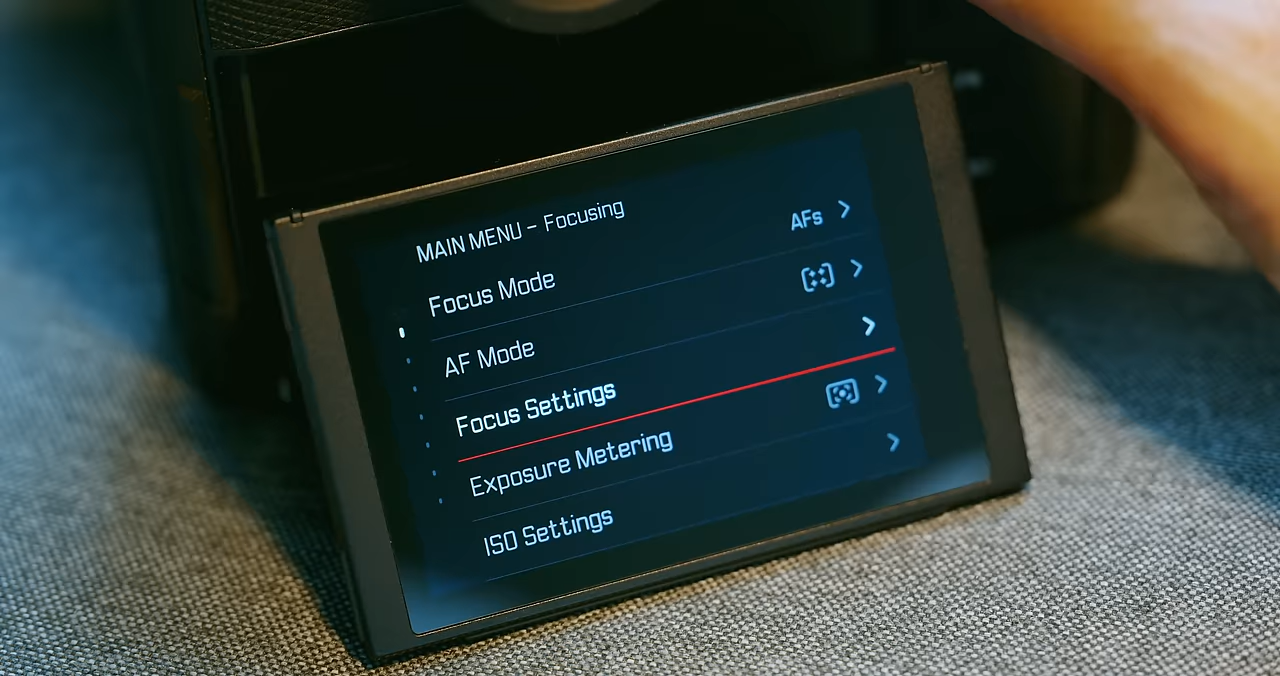 MAIN MENU - Focusing
Focus Mode AFs
AF Mode
Focus Settings
Exposure Metering
ISO Settings